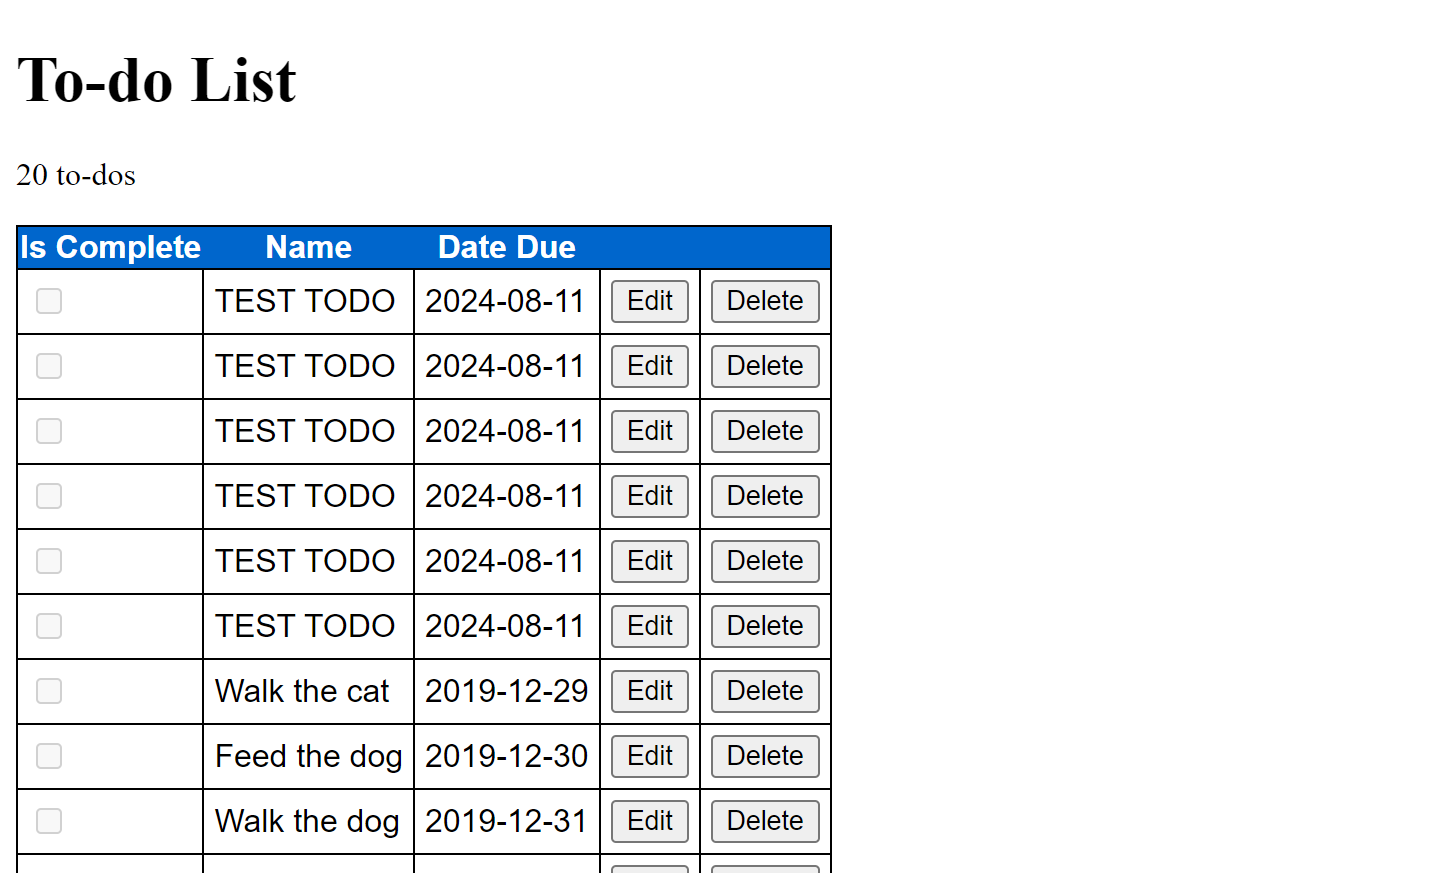 To-do List
20 to-dos
Is Complete Name Date Due
TEST TODO 2024-08-11 Edit Delete
TEST TODO 2024-08-11 Edit Delete
TEST TODO 2024-08-11 Edit Delete
TEST TODO 2024-08-11 Edit Delete
TEST TODO 2024-08-11 Edit Delete
TEST TODO 2024-08-11 Edit Delete
Walk the cat 2019-12-29 Edit Delete
Feed the dog 2019-12-30 Edit Delete
Walk the dog 2019-12-31 Edit Delete